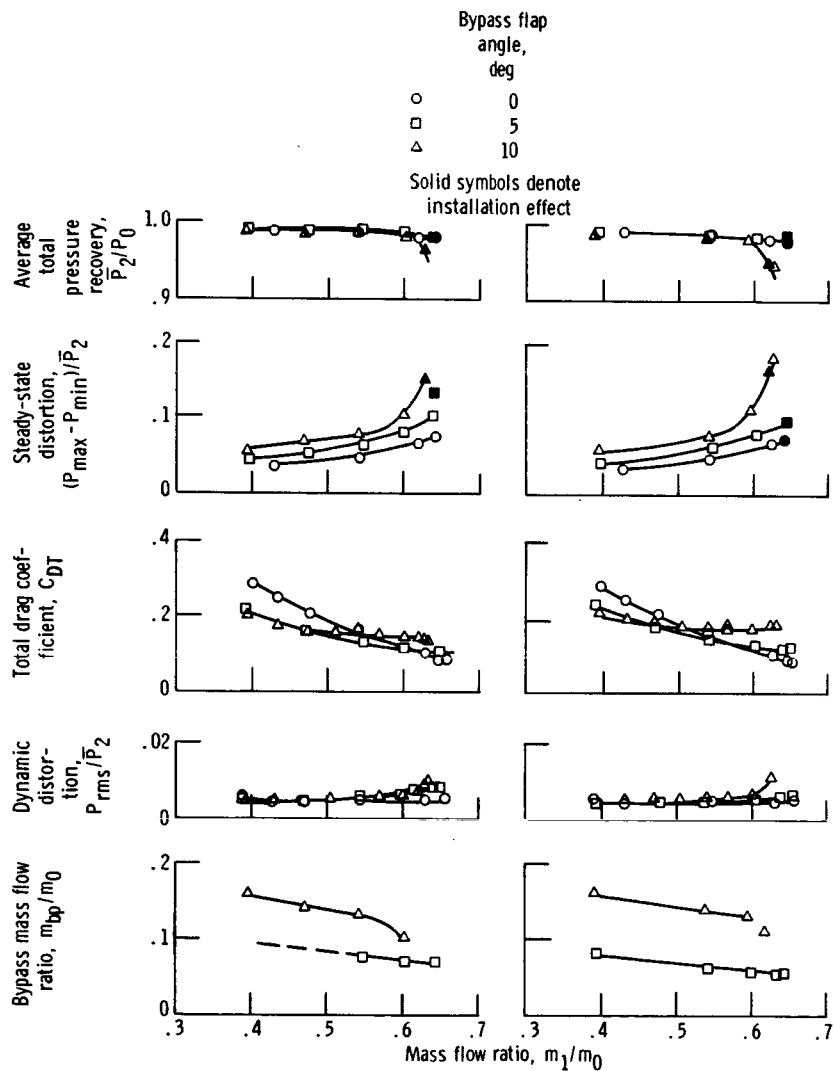 Bypass flap
angle,
deg
0
5
10
Solid symbols denote
installation effect
Average
total
pressure
recovery,
P̅2/P0
1.0
.9
Steady-state
distortion,
(Pmax - Pmin)/P̅2
.2
.1
0
Total drag coef-
ficient, CDT
.4
.2
0
Dynamic
distor-
tion,
Prms/P̅2
.02
0
Bypass mass flow
ratio, mbp/m0
.2
.1
0
.3 .4 .5 .6 .7 .3 .4 .5 .6 .7
Mass flow ratio, m1/m0